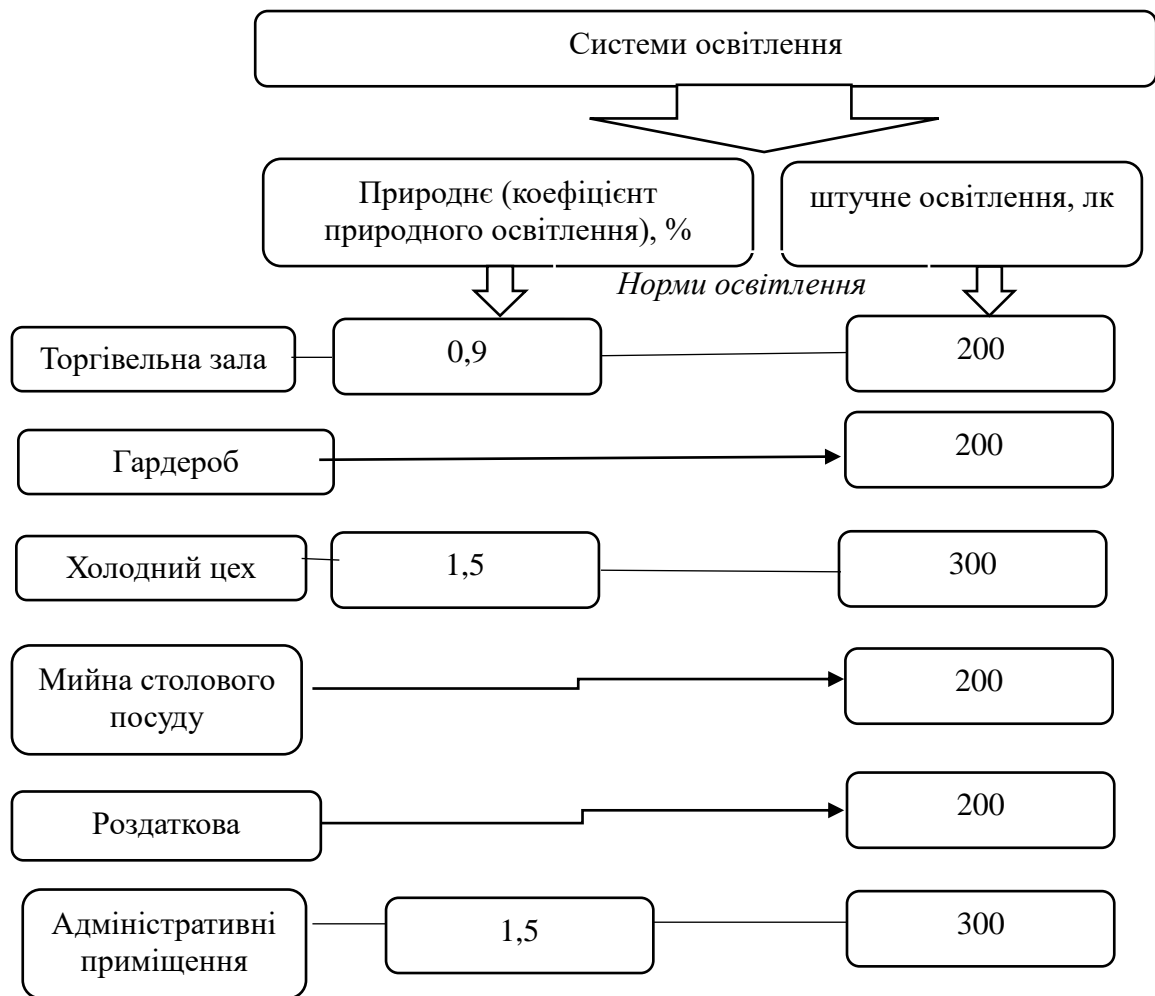 Системи освітлення
Природнє (коефіцієнт
природного освітлення), %
штучне освітлення, лк
Норми освітлення
Торгівельна зала
0,9
200
Гардероб
200
Холодний цех
1,5
300
Мийна столового
посуду
200
Роздаткова
200
Адміністративні
приміщення
1,5
300